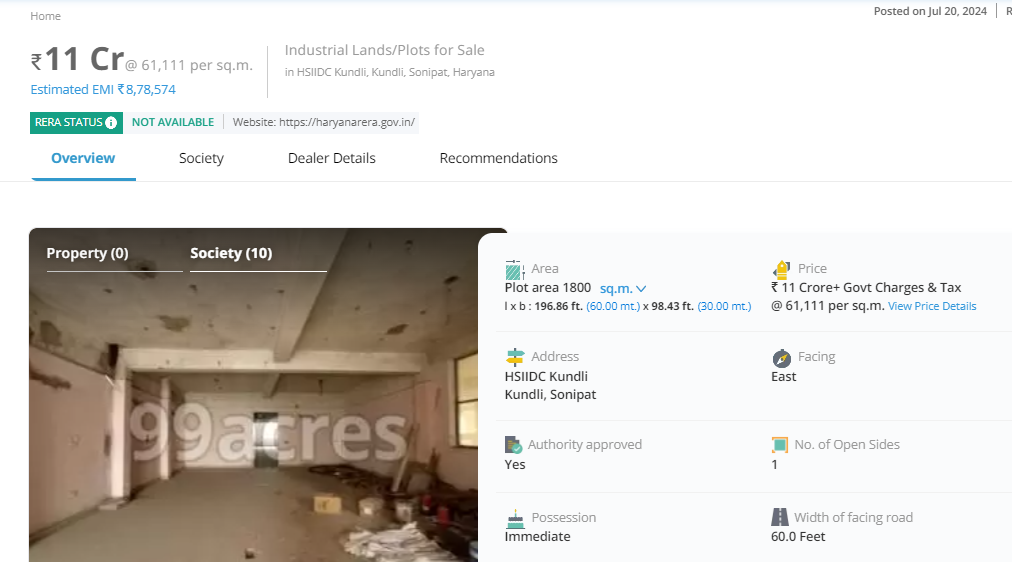 Home
Posted on Jul 20, 2024
R
₹11 Cr@ 61,111 per sq.m.
Estimated EMI ₹8,78,574
Industrial Lands/Plots for Sale
in HSIIDC Kundli, Kundli, Sonipat, Haryana
RERA STATUS i NOT AVAILABLE Website: https://haryanarera.gov.in/
Overview Society Dealer Details Recommendations
Property (0) Society (10)
99acres
Area
Plot area 1800 sq.m.
l x b : 196.86 ft. (60.00 mt.) x 98.43 ft. (30.00 mt.)
Price
₹ 11 Crore+ Govt Charges & Tax
@ 61,111 per sq.m. View Price Details
Address
HSIIDC Kundli
Kundli, Sonipat
Facing
East
Authority approved
Yes
No. of Open Sides
1
Possession
Immediate
Width of facing road
60.0 Feet